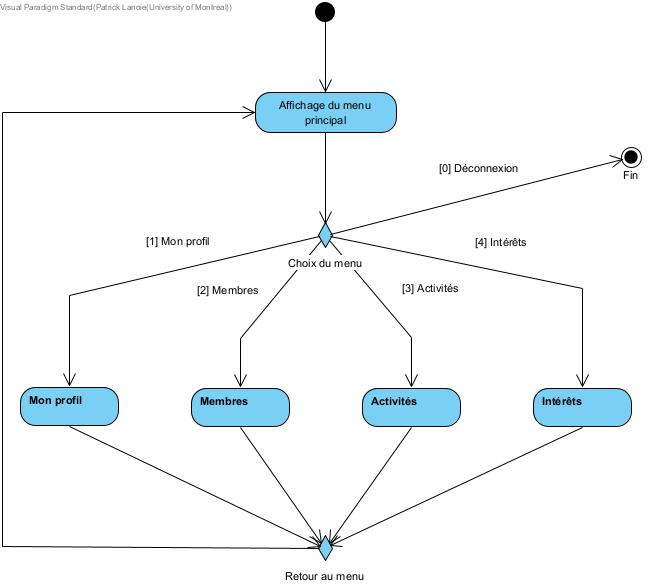 Visual Paradigm Standard(Patrick Lanoie(University of Montreal))
Affichage du menu
principal
[0] Déconnexion
Fin
[1] Mon profil
[4] Intérêts
Choix du menu
[2] Membres
[3] Activités
Mon profil
Membres
Activités
Intérêts
Retour au menu